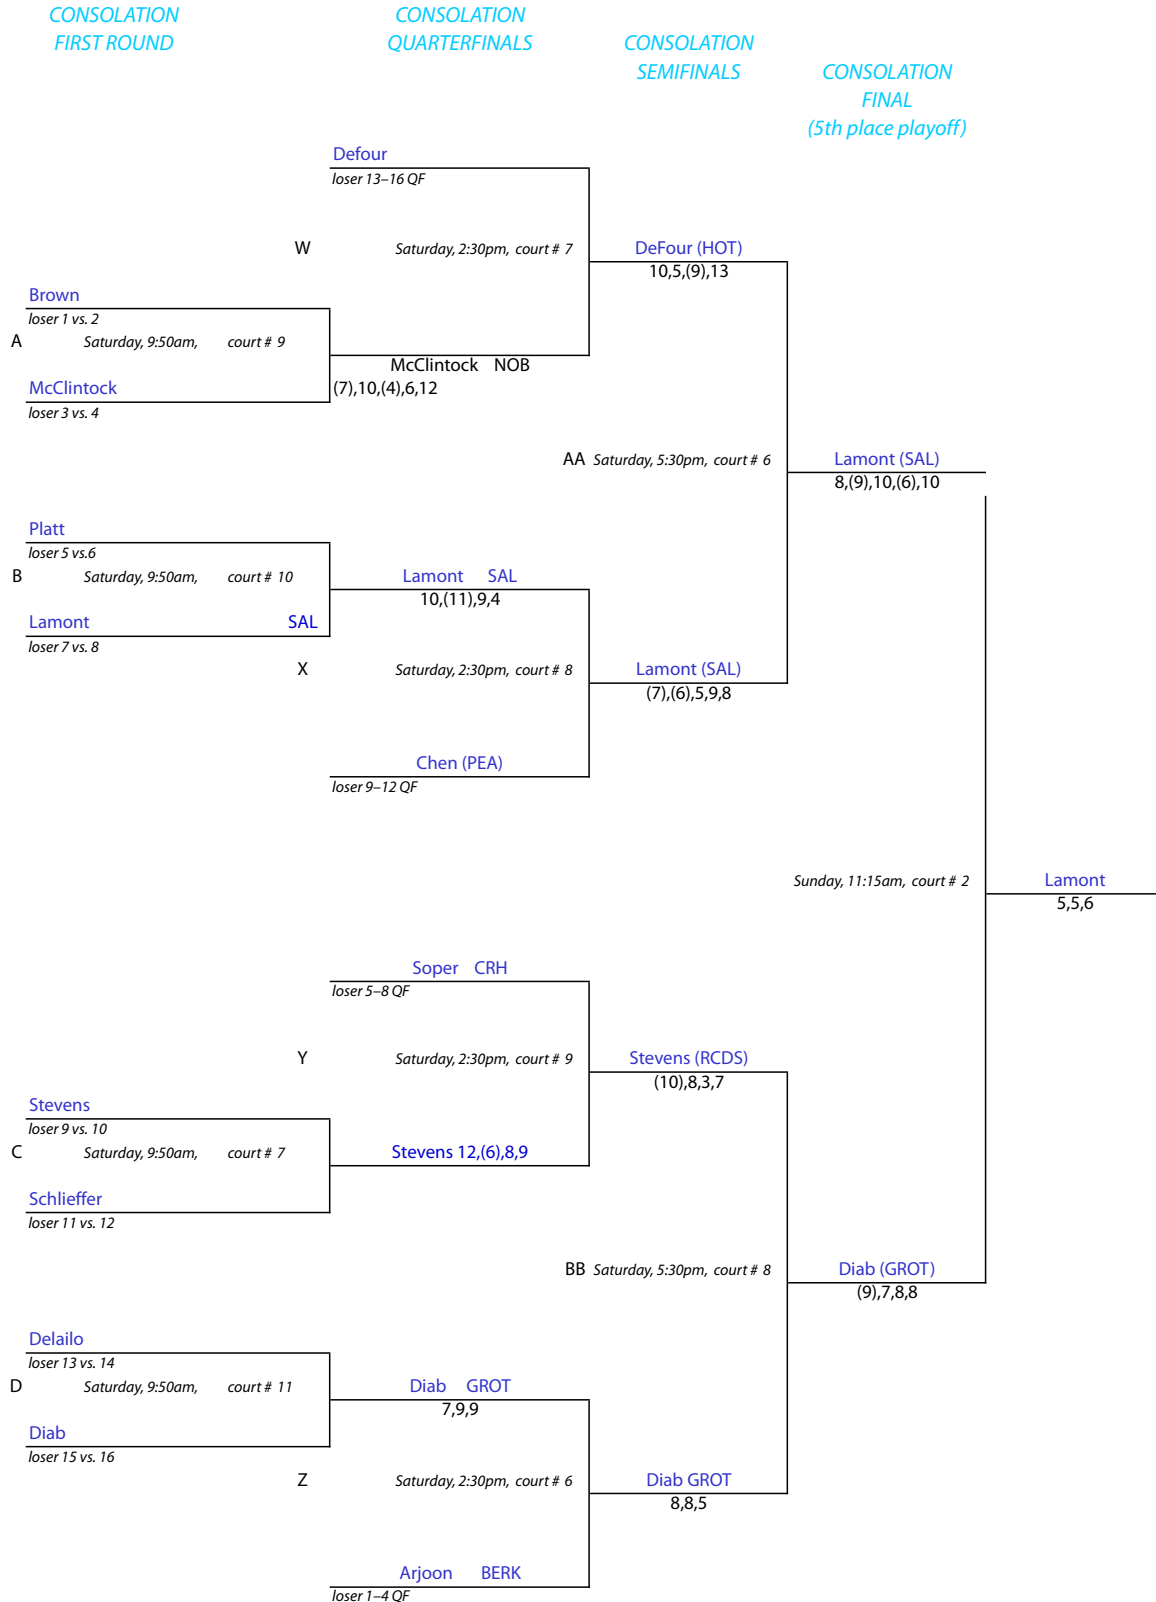 CONSOLATION
FIRST ROUND
CONSOLATION
QUARTERFINALS
CONSOLATION
SEMIFINALS
CONSOLATION
FINAL
(5th place playoff)
Defour
loser 13–16 QF
W Saturday, 2:30pm, court # 7
DeFour (HOT)
10,5,(9),13
Brown
loser 1 vs. 2
A Saturday, 9:50am, court # 9
McClintock NOB
(7),10,(4),6,12
McClintock
loser 3 vs. 4
AA Saturday, 5:30pm, court # 6
Lamont (SAL)
8,(9),10,(6),10
Platt
loser 5 vs.6
B Saturday, 9:50am, court # 10
Lamont SAL
10,(11),9,4
Lamont SAL
loser 7 vs. 8
X Saturday, 2:30pm, court # 8
Lamont (SAL)
(7),(6),5,9,8
Chen (PEA)
loser 9–12 QF
Sunday, 11:15am, court # 2
Lamont
5,5,6
Soper CRH
loser 5–8 QF
Y Saturday, 2:30pm, court # 9
Stevens (RCDS)
(10),8,3,7
Stevens
loser 9 vs. 10
C Saturday, 9:50am, court # 7
Stevens 12,(6),8,9
Schlieffer
loser 11 vs. 12
BB Saturday, 5:30pm, court # 8
Diab (GROT)
(9),7,8,8
Delailo
loser 13 vs. 14
D Saturday, 9:50am, court # 11
Diab GROT
7,9,9
Diab
loser 15 vs. 16
Z Saturday, 2:30pm, court # 6
Diab GROT
8,8,5
Arjoon BERK
loser 1–4 QF